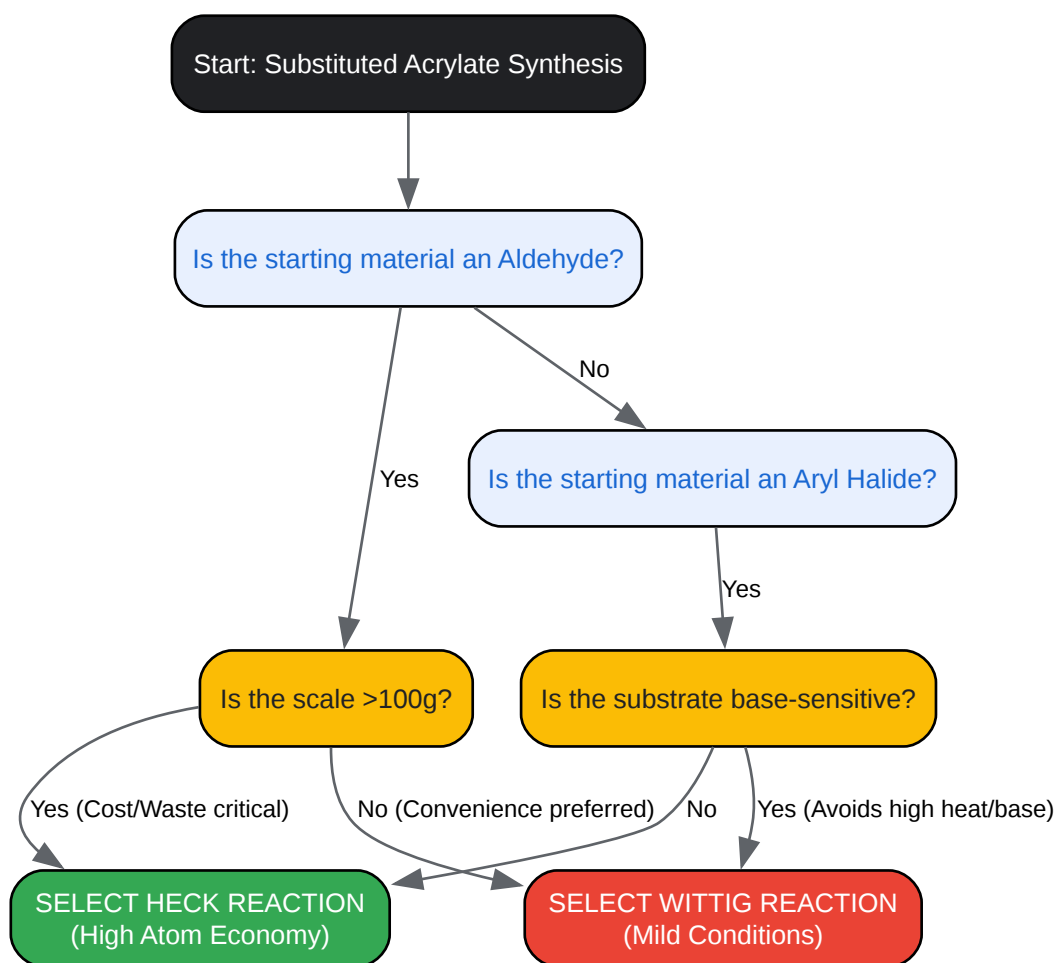 Start: Substituted Acrylate Synthesis
Is the starting material an Aldehyde?
No
Is the starting material an Aryl Halide?
Yes
Yes
Is the scale >100g?
Is the substrate base-sensitive?
Yes (Cost/Waste critical)
No (Convenience preferred)
No
Yes (Avoids high heat/base)
SELECT HECK REACTION
(High Atom Economy)
SELECT WITTIG REACTION
(Mild Conditions)